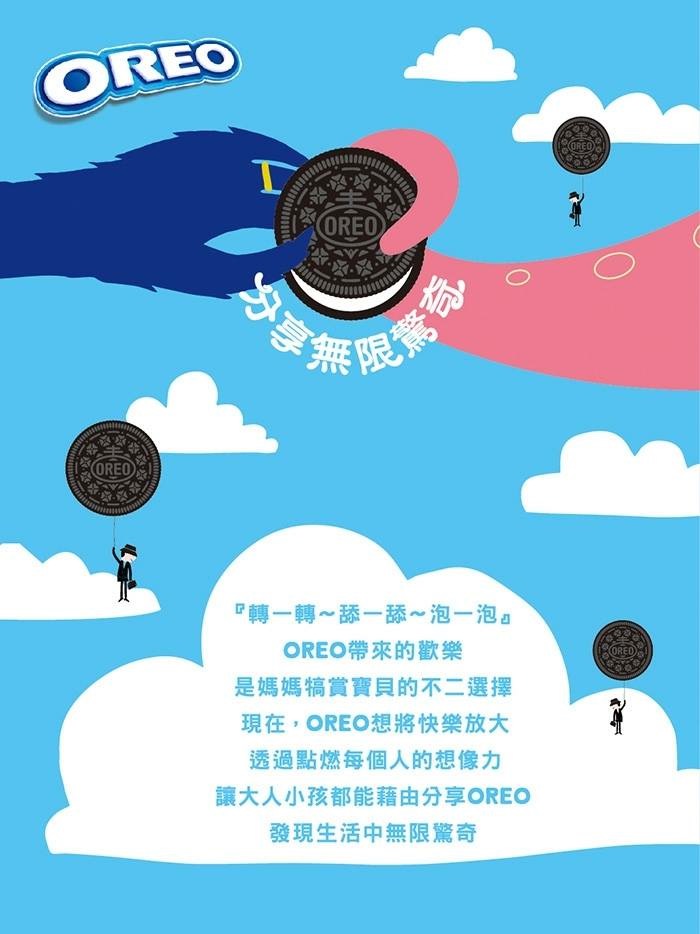 OREO
OREO
OREO
分享無限驚奇
OREO
『轉一轉~舔一舔~泡一泡』
OREO帶來的歡樂
OREO
是媽媽犒賞寶貝的不二選擇
現在，OREO想將快樂放大
透過點燃每個人的想像力
讓大人小孩都能藉由分享OREO
發現生活中無限驚奇